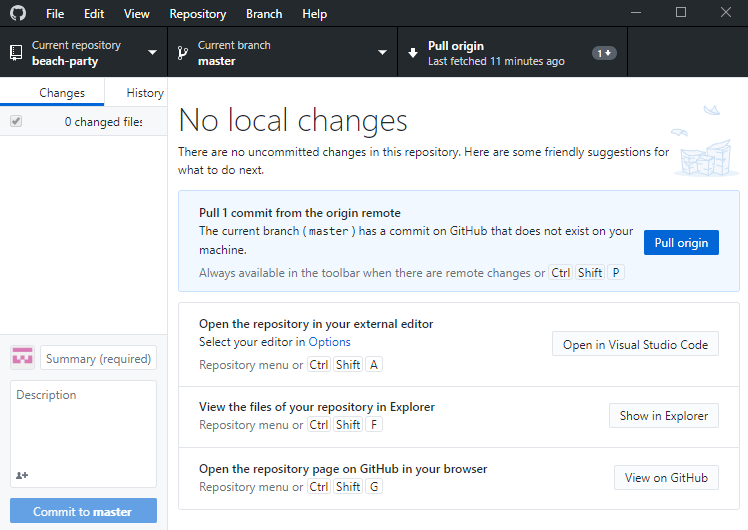 File Edit View Repository Branch Help
Current repository
beach-party
Current branch
master
Pull origin
Last fetched 11 minutes ago
1
Changes History
0 changed files
No local changes
There are no uncommitted changes in this repository. Here are some friendly suggestions for
what to do next.
Pull 1 commit from the origin remote
The current branch (master) has a commit on GitHub that does not exist on your
machine.
Always available in the toolbar when there are remote changes or Ctrl Shift P
Pull origin
Open the repository in your external editor
Select your editor in Options
Repository menu or Ctrl Shift A
Open in Visual Studio Code
View the files of your repository in Explorer
Repository menu or Ctrl Shift F
Show in Explorer
Open the repository page on GitHub in your browser
Repository menu or Ctrl Shift G
View on GitHub
Summary (required)
Description
Commit to master